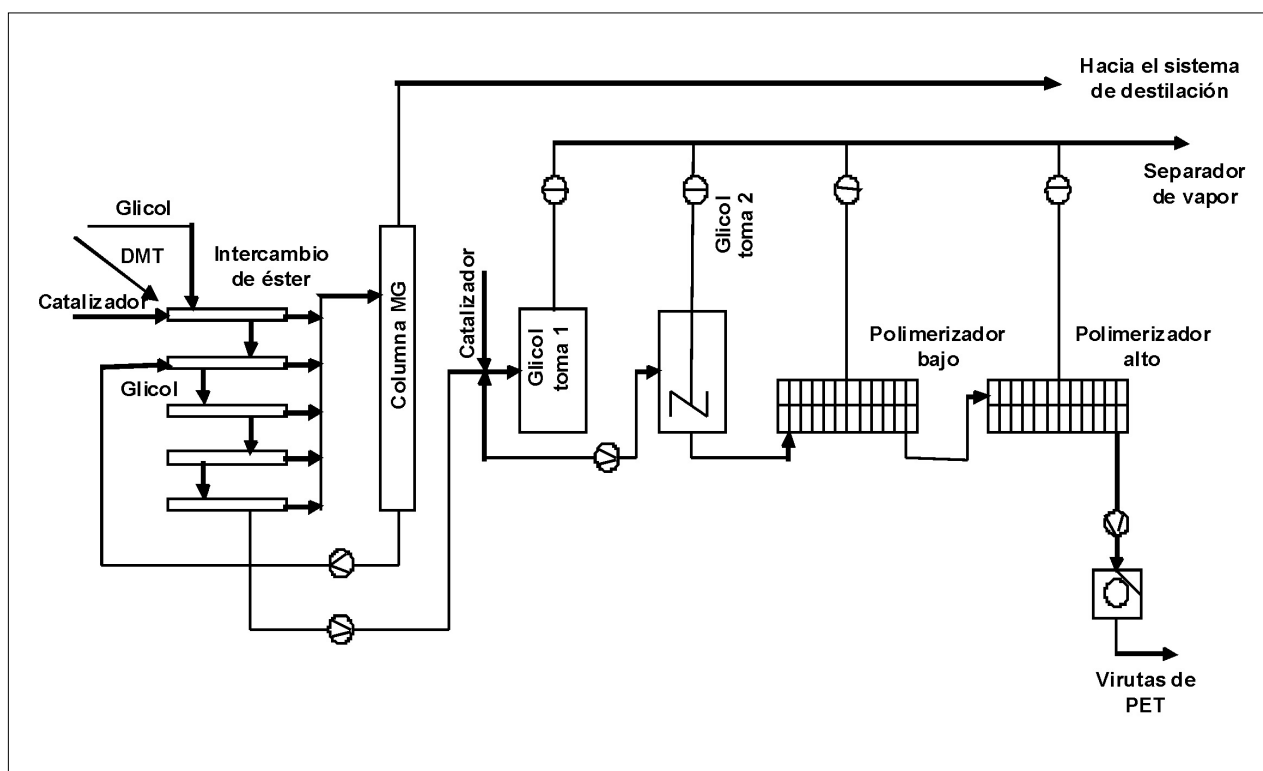 Hacia el sistema
de destilación
Separador
de vapor
Glicol
DMT
Intercambio
de éster
Catalizador
Glicol
Columna MG
Catalizador
Glicol
toma 1
Glicol
toma 2
Polimerizador
bajo
Polimerizador
alto
Virutas de
PET